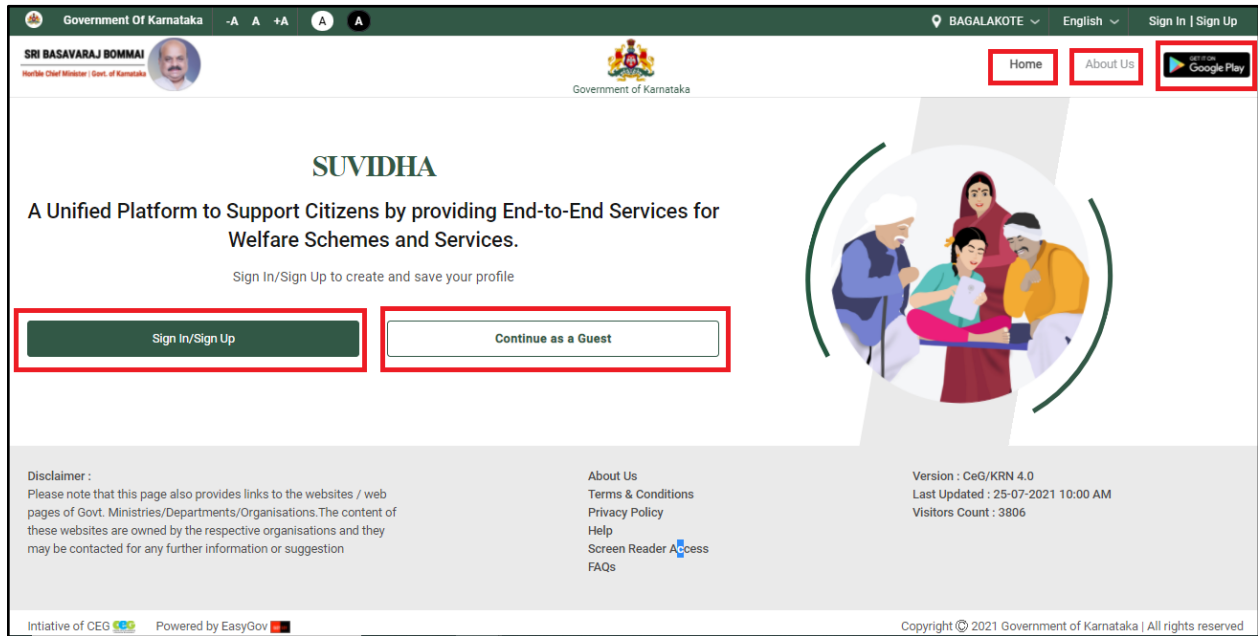 Government Of Karnataka -A A +A A A BAGALAKOTE English Sign In | Sign Up
SRI BASAVARAJ BOMMAI
Hon'ble Chief Minister | Govt. of Karnataka
Government of Karnataka
Home About Us GET IT ON Google Play
SUVIDHA
A Unified Platform to Support Citizens by providing End-to-End Services for
Welfare Schemes and Services.
Sign In/Sign Up to create and save your profile
Sign In/Sign Up
Continue as a Guest
Disclaimer :
Please note that this page also provides links to the websites / web
pages of Govt. Ministries/Departments/Organisations.The content of
these websites are owned by the respective organisations and they
may be contacted for any further information or suggestion
About Us
Terms & Conditions
Privacy Policy
Help
Screen Reader Access
FAQs
Version : CeG/KRN 4.0
Last Updated : 25-07-2021 10:00 AM
Visitors Count : 3806
Intiative of CEG CEG Powered by EasyGov
Copyright © 2021 Government of Karnataka | All rights reserved